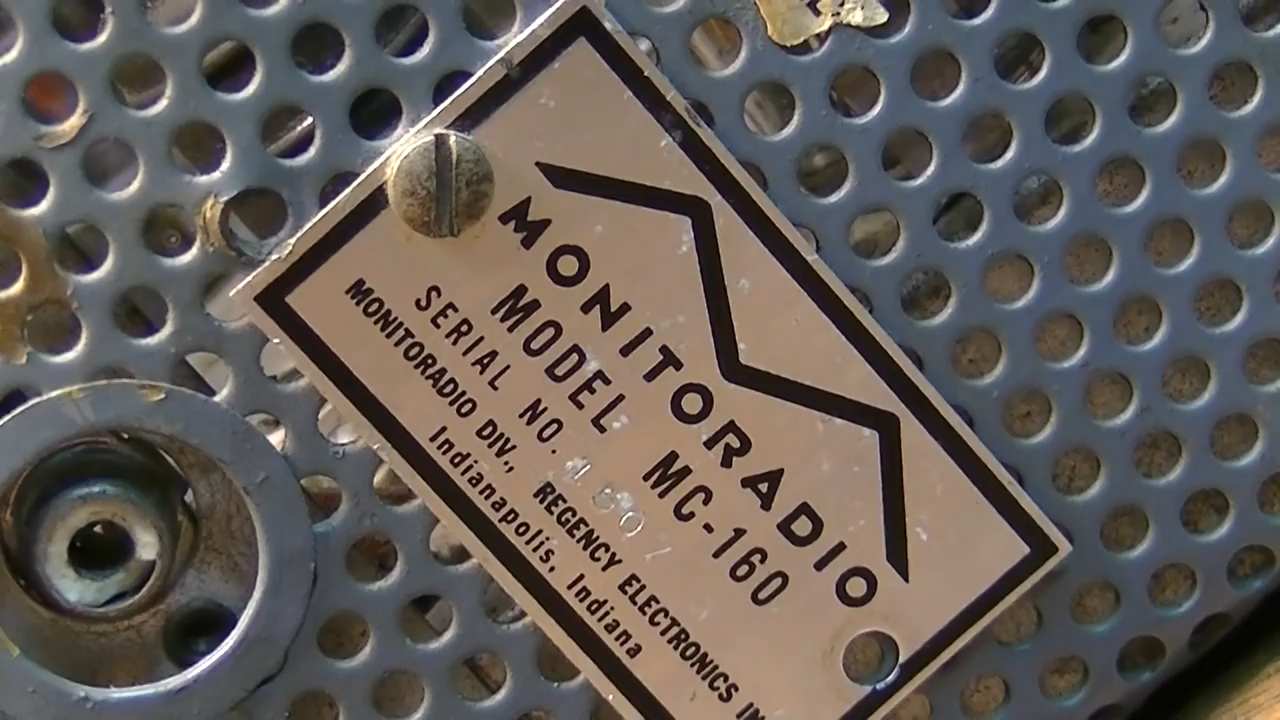 MONITORADIO
MODEL MC-160
SERIAL NO.
MONITORADIO DIV., REGENCY ELECTRONICS
Indianapolis, Indiana